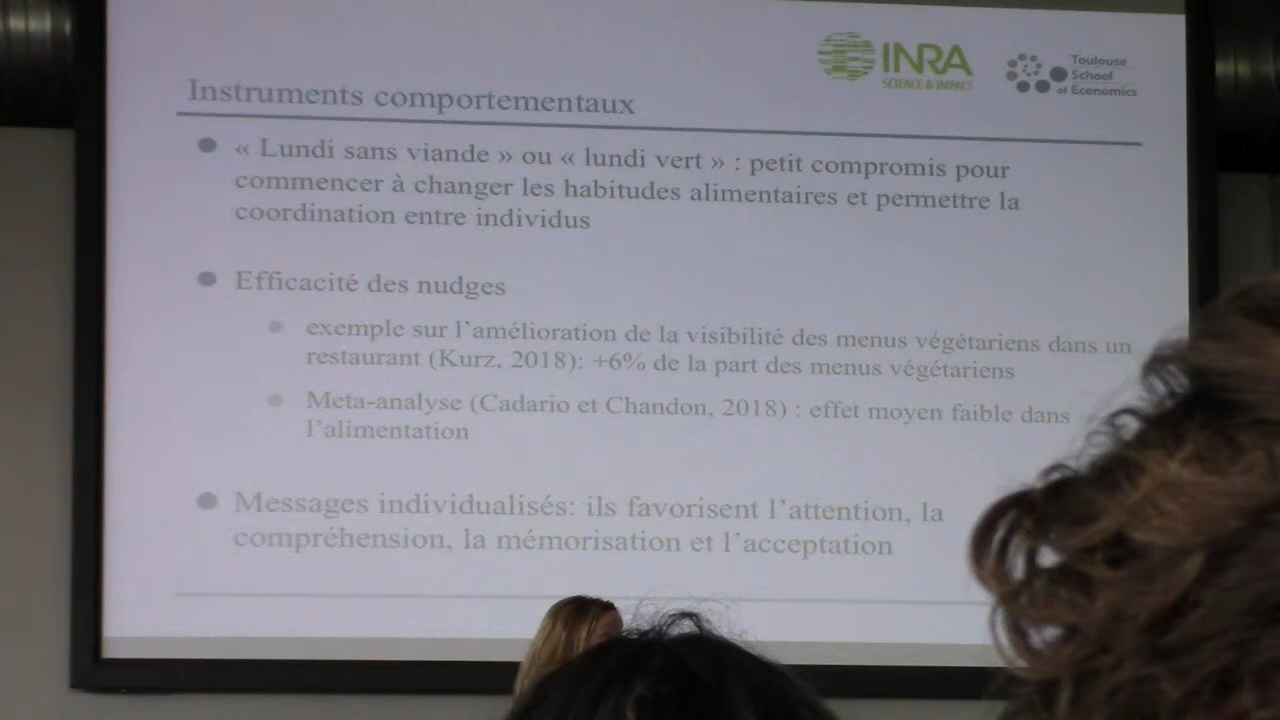 INRA
SCIENCE & IMPACT
Toulouse
School
of Economics
Instruments comportementaux
« Lundi sans viande » ou « lundi vert » : petit compromis pour
commencer à changer les habitudes alimentaires et permettre la
coordination entre individus
Efficacité des nudges
exemple sur l'amélioration de la visibilité des menus végétariens dans un
restaurant (Kurz, 2018): +6% de la part des menus végétariens
Meta-analyse (Cadario et Chandon, 2018) : effet moyen faible dans
l'alimentation
Messages individualisés: ils favorisent l'attention, la
compréhension, la mémorisation et l'acceptation